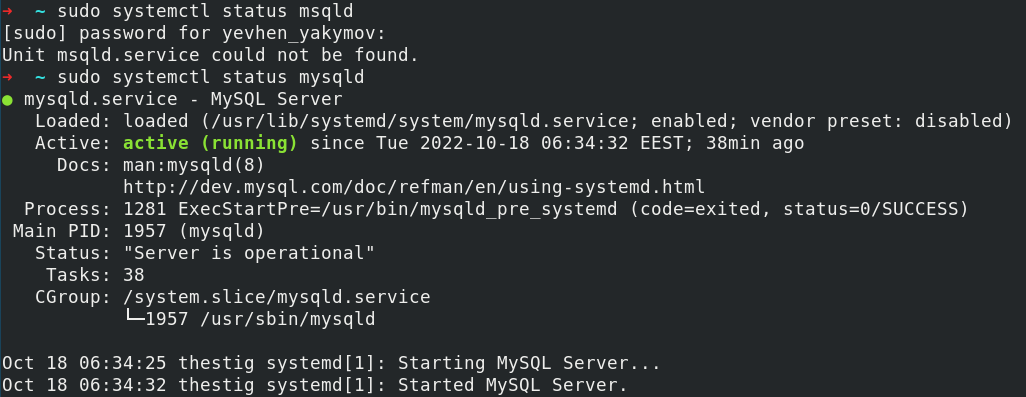 ➜  ~ sudo systemctl status msqld
[sudo] password for yevhen_yakymov:
Unit msqld.service could not be found.
➜  ~ sudo systemctl status mysqld
● mysqld.service - MySQL Server
   Loaded: loaded (/usr/lib/systemd/system/mysqld.service; enabled; vendor preset: disabled)
   Active: active (running) since Tue 2022-10-18 06:34:32 EEST; 38min ago
     Docs: man:mysqld(8)
           http://dev.mysql.com/doc/refman/en/using-systemd.html
  Process: 1281 ExecStartPre=/usr/bin/mysqld_pre_systemd (code=exited, status=0/SUCCESS)
 Main PID: 1957 (mysqld)
   Status: "Server is operational"
    Tasks: 38
   CGroup: /system.slice/mysqld.service
           └─1957 /usr/sbin/mysqld

Oct 18 06:34:25 thestig systemd[1]: Starting MySQL Server...
Oct 18 06:34:32 thestig systemd[1]: Started MySQL Server.